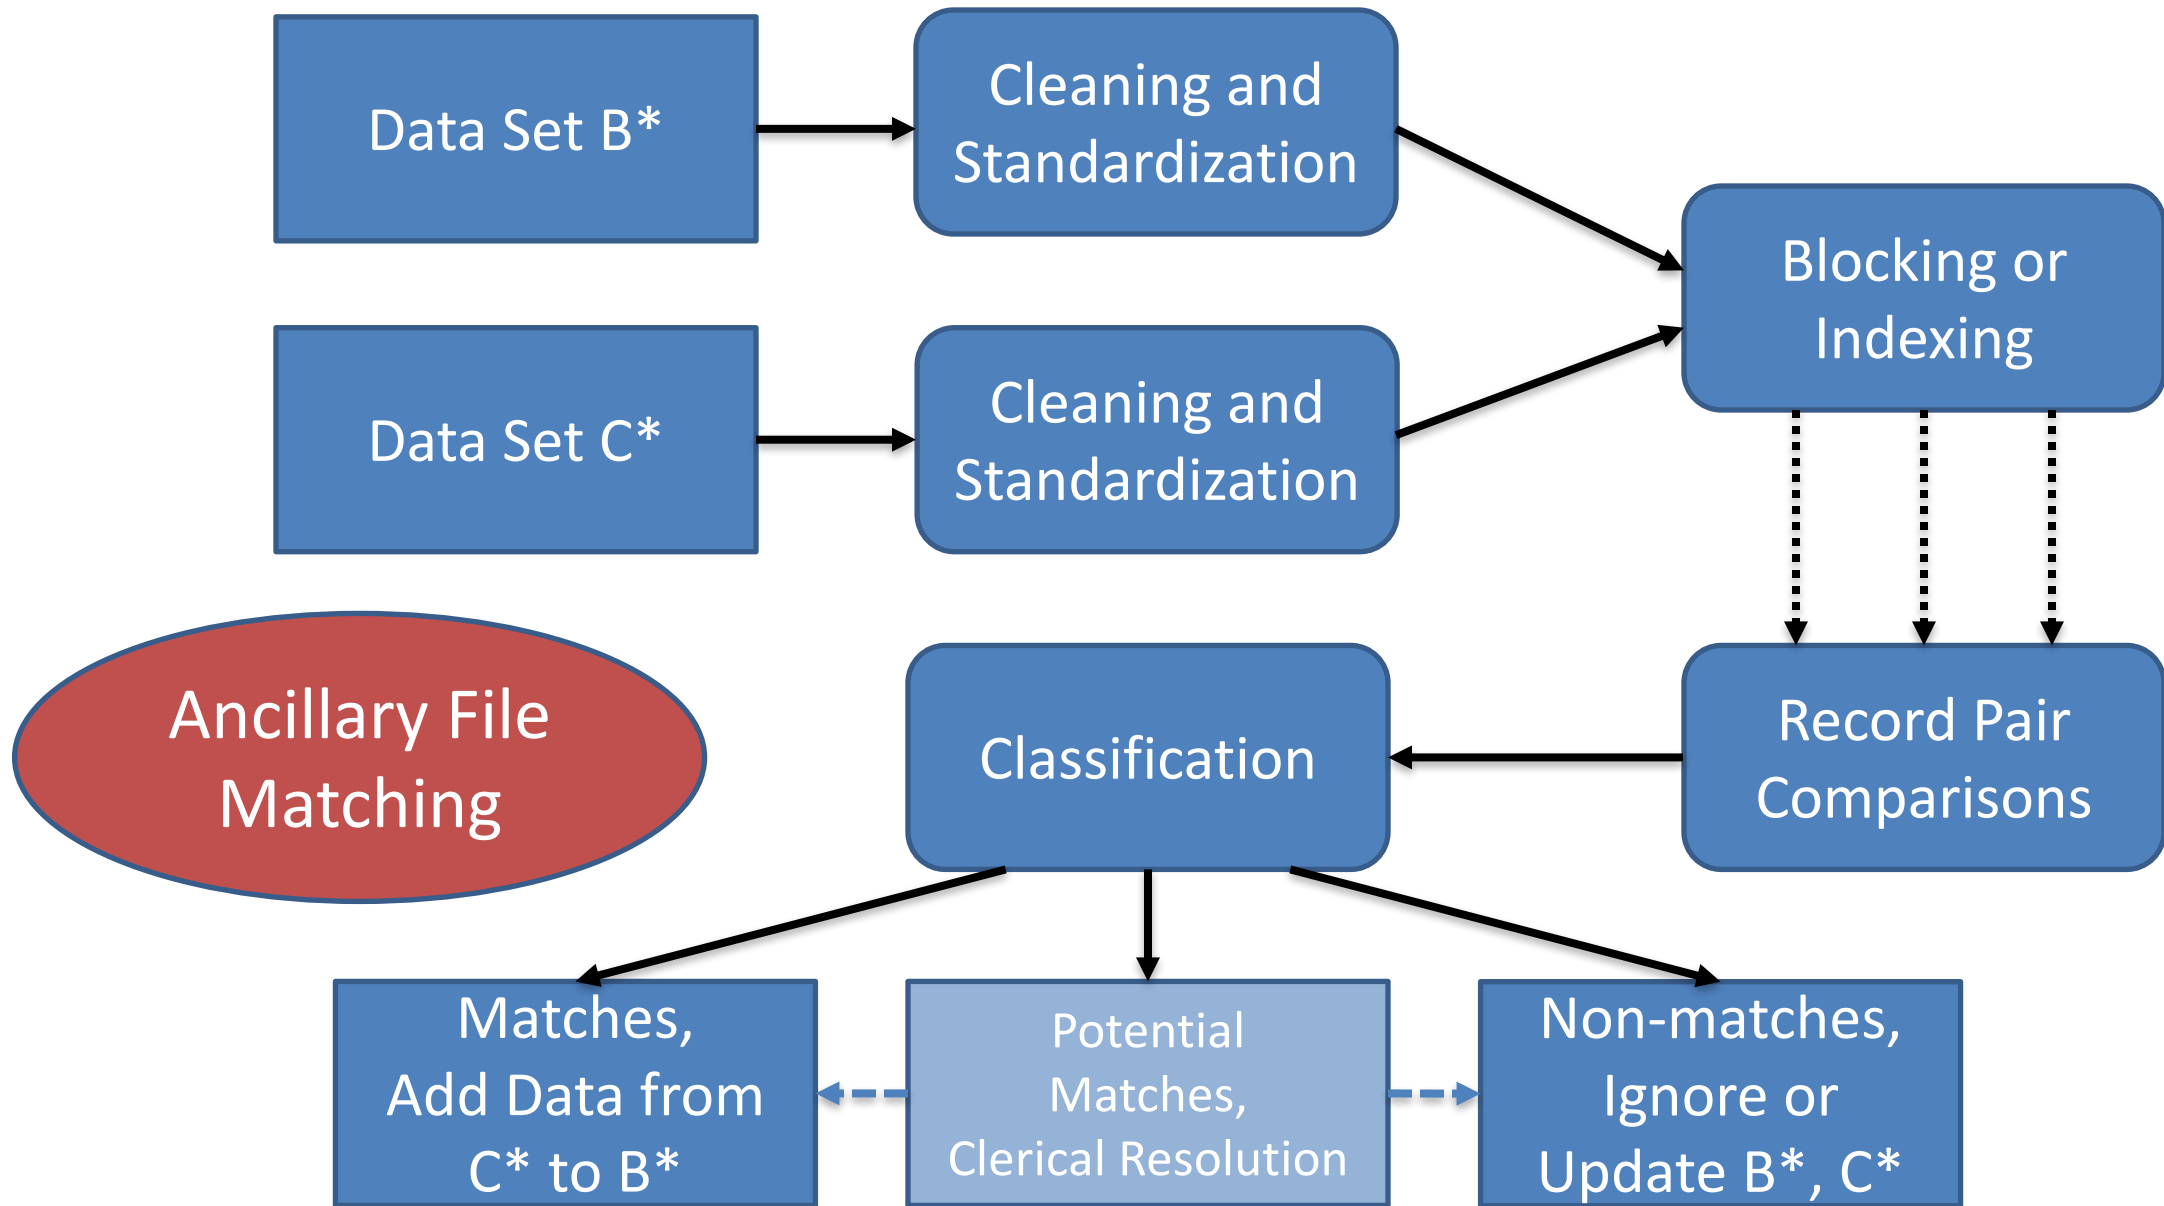 Data Set B*
Cleaning and
Standardization
Blocking or
Indexing
Data Set C*
Cleaning and
Standardization
Ancillary File
Matching
Classification
Record Pair
Comparisons
Matches,
Add Data from
C* to B*
Potential
Matches,
Clerical Resolution
Non-matches,
Ignore or
Update B*, C*